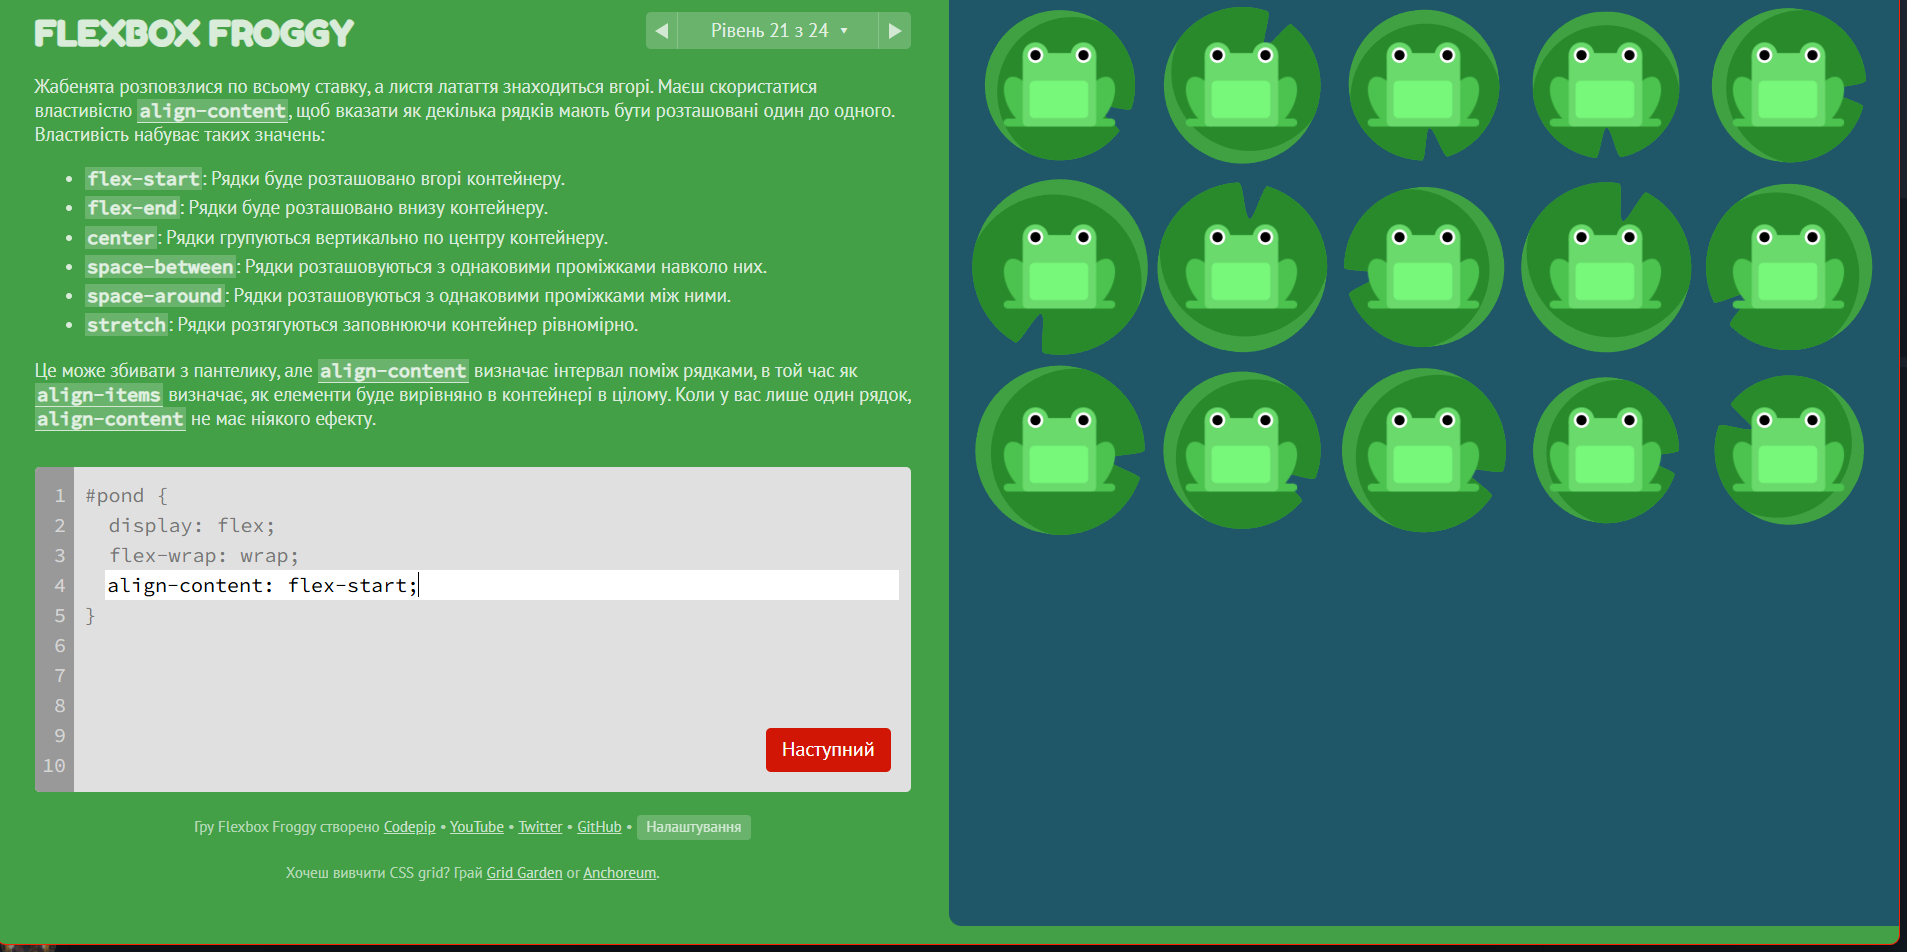 FLEXBOX FROGGY
Рівень 21 з 24
Жабенята розповзлися по всьому ставку, а листя латаття знаходиться вгорі. Маєш скористатися
властивістю align-content, щоб вказати як декілька рядків мають бути розташовані один до одного.
Властивість набуває таких значень:
flex-start: Рядки буде розташовано вгорі контейнеру.
flex-end: Рядки буде розташовано внизу контейнеру.
center: Рядки групуються вертикально по центру контейнеру.
space-between: Рядки розташовуються з однаковими проміжками навколо них.
space-around: Рядки розташовуються з однаковими проміжками між ними.
stretch: Рядки розтягуються заповнюючи контейнер рівномірно.
Це може збивати з пантелику, але align-content визначає інтервал поміж рядками, в той час як
align-items визначає, як елементи буде вирівняно в контейнері в цілому. Коли у вас лише один рядок,
align-content не має ніякого ефекту.
1 #pond {
2 display: flex;
3 flex-wrap: wrap;
4 align-content: flex-start;
5 }
6
7
8
9
10
Наступний
Гру Flexbox Froggy створено Codepip • YouTube • Twitter • GitHub • Налаштування
Хочеш вивчити CSS grid? Грай Grid Garden or Anchoreum.